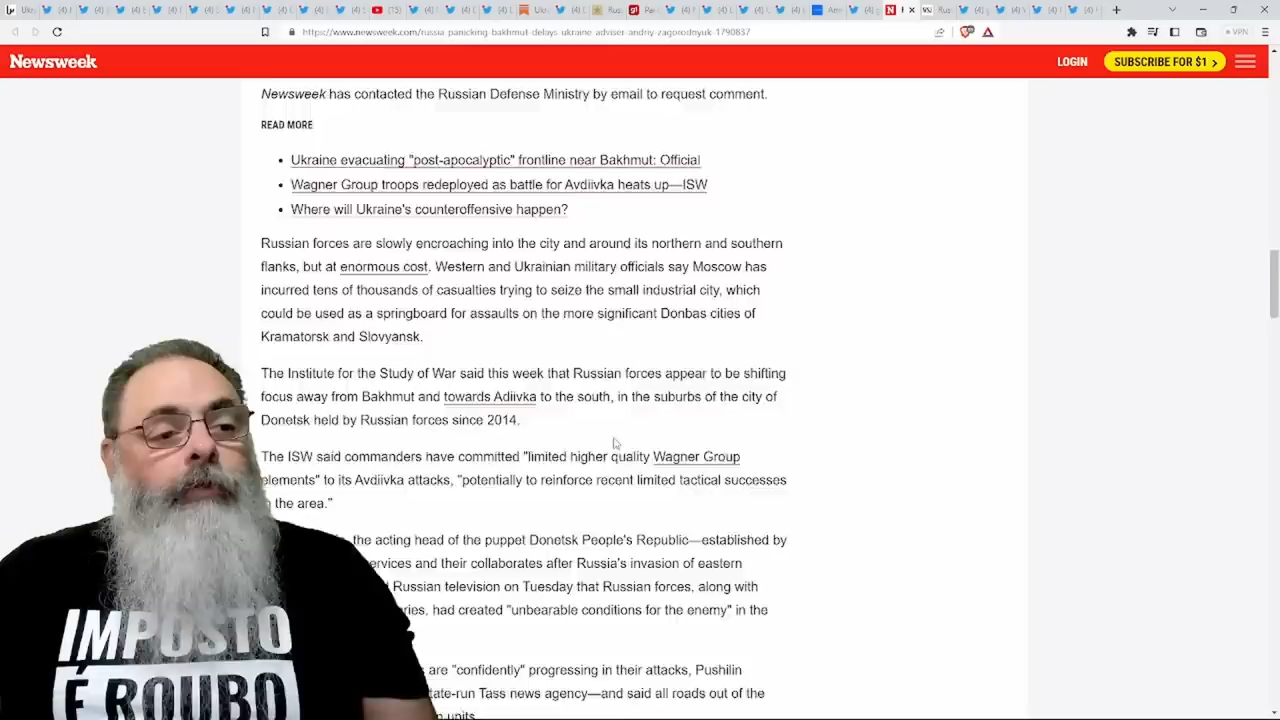 https://www.newsweek.com/russia-panicking-bakhmut-delays-ukraine-adviser-andriy-zagorodnyuk-1790837
VPN
Newsweek
LOGIN
SUBSCRIBE FOR $1
Newsweek has contacted the Russian Defense Ministry by email to request comment.
READ MORE
Ukraine evacuating "post-apocalyptic" frontline near Bakhmut: Official
Wagner Group troops redeployed as battle for Avdiivka heats up—ISW
Where will Ukraine's counteroffensive happen?
Russian forces are slowly encroaching into the city and around its northern and southern
flanks, but at enormous cost. Western and Ukrainian military officials say Moscow has
incurred tens of thousands of casualties trying to seize the small industrial city, which
could be used as a springboard for assaults on the more significant Donbas cities of
Kramatorsk and Slovyansk.
The Institute for the Study of War said this week that Russian forces appear to be shifting
focus away from Bakhmut and towards Adiivka to the south, in the suburbs of the city of
Donetsk held by Russian forces since 2014.
The ISW said commanders have committed "limited higher quality Wagner Group
elements" to its Avdiivka attacks, "potentially to reinforce recent limited tactical successes
the area."
the acting head of the puppet Donetsk People's Republic—established by
ervices and their collaborates after Russia's invasion of eastern
Russian television on Tuesday that Russian forces, along with
ries, had created "unbearable conditions for the enemy" in the
are "confidently" progressing in their attacks, Pushilin
tate-run Tass news agency—and said all roads out of the
units
IMPOSTO
É ROUBO